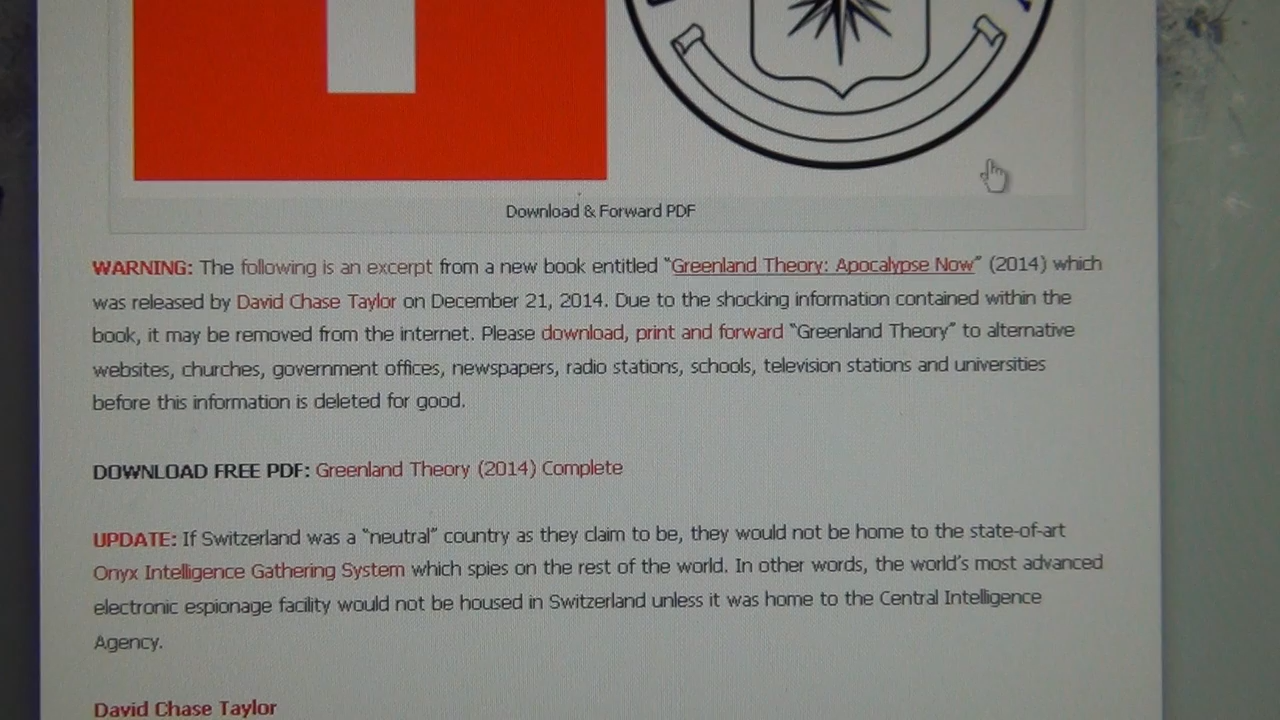 Download & Forward PDF
WARNING: The following is an excerpt from a new book entitled “Greenland Theory: Apocalypse Now” (2014) which
was released by David Chase Taylor on December 21, 2014. Due to the shocking information contained within the
book, it may be removed from the internet. Please download, print and forward “Greenland Theory” to alternative
websites, churches, government offices, newspapers, radio stations, schools, television stations and universities
before this information is deleted for good.
DOWNLOAD FREE PDF: Greenland Theory (2014) Complete
UPDATE: If Switzerland was a “neutral” country as they claim to be, they would not be home to the state-of-art
Onyx Intelligence Gathering System which spies on the rest of the world. In other words, the world’s most advanced
electronic espionage facility would not be housed in Switzerland unless it was home to the Central Intelligence
Agency.
David Chase Taylor